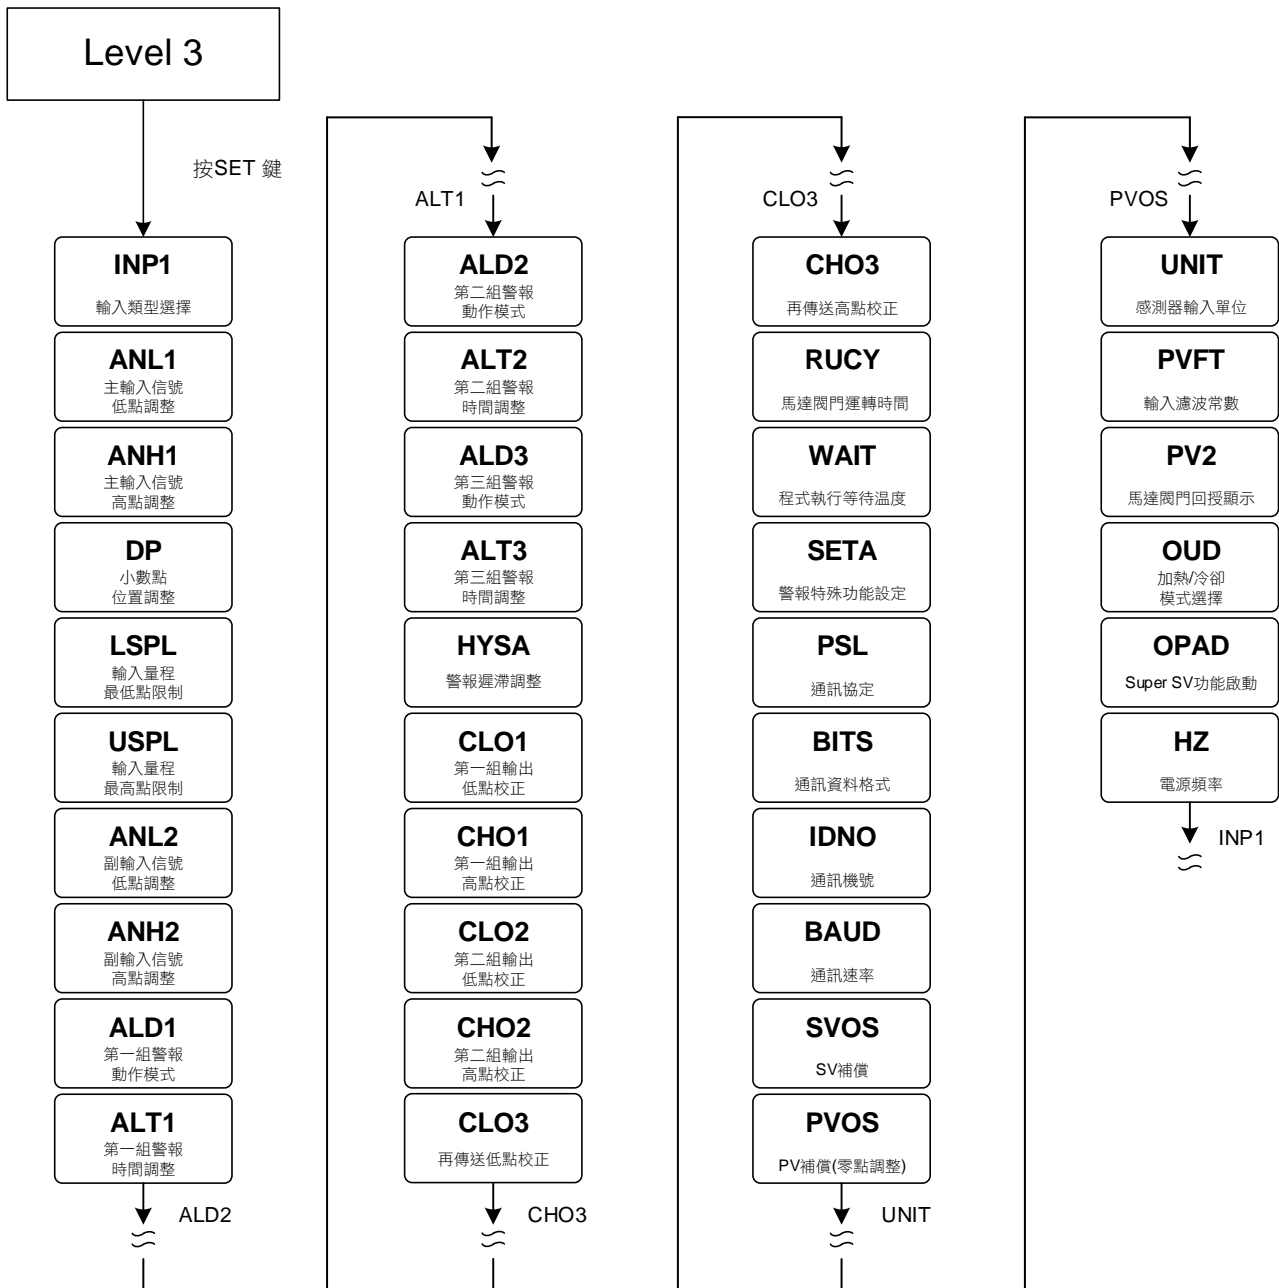 Level 3
按SET 鍵
INP1
輸入類型選擇
ANL1
主輸入信號
低點調整
ANH1
主輸入信號
高點調整
DP
小數點
位置調整
LSPL
輸入量程
最低點限制
USPL
輸入量程
最高點限制
ANL2
副輸入信號
低點調整
ANH2
副輸入信號
高點調整
ALD1
第一組警報
動作模式
ALT1
第一組警報
時間調整
ALD2
ALT1
ALD2
第二組警報
動作模式
ALT2
第二組警報
時間調整
ALD3
第三組警報
動作模式
ALT3
第三組警報
時間調整
HYSA
警報遲滯調整
CLO1
第一組輸出
低點校正
CHO1
第一組輸出
高點校正
CLO2
第二組輸出
低點校正
CHO2
第二組輸出
高點校正
CLO3
再傳送低點校正
CHO3
CLO3
CHO3
再傳送高點校正
RUCY
馬達閥門運轉時間
WAIT
程式執行等待温度
SETA
警報特殊功能設定
PSL
通訊協定
BITS
通訊資料格式
IDNO
通訊機號
BAUD
通訊速率
SVOS
SV補償
PVOS
PV補償(零點調整)
UNIT
PVOS
UNIT
感測器輸入單位
PVFT
輸入濾波常數
PV2
馬達閥門回授顯示
OUD
加熱/冷卻
模式選擇
OPAD
Super SV功能啟動
HZ
電源頻率
INP1